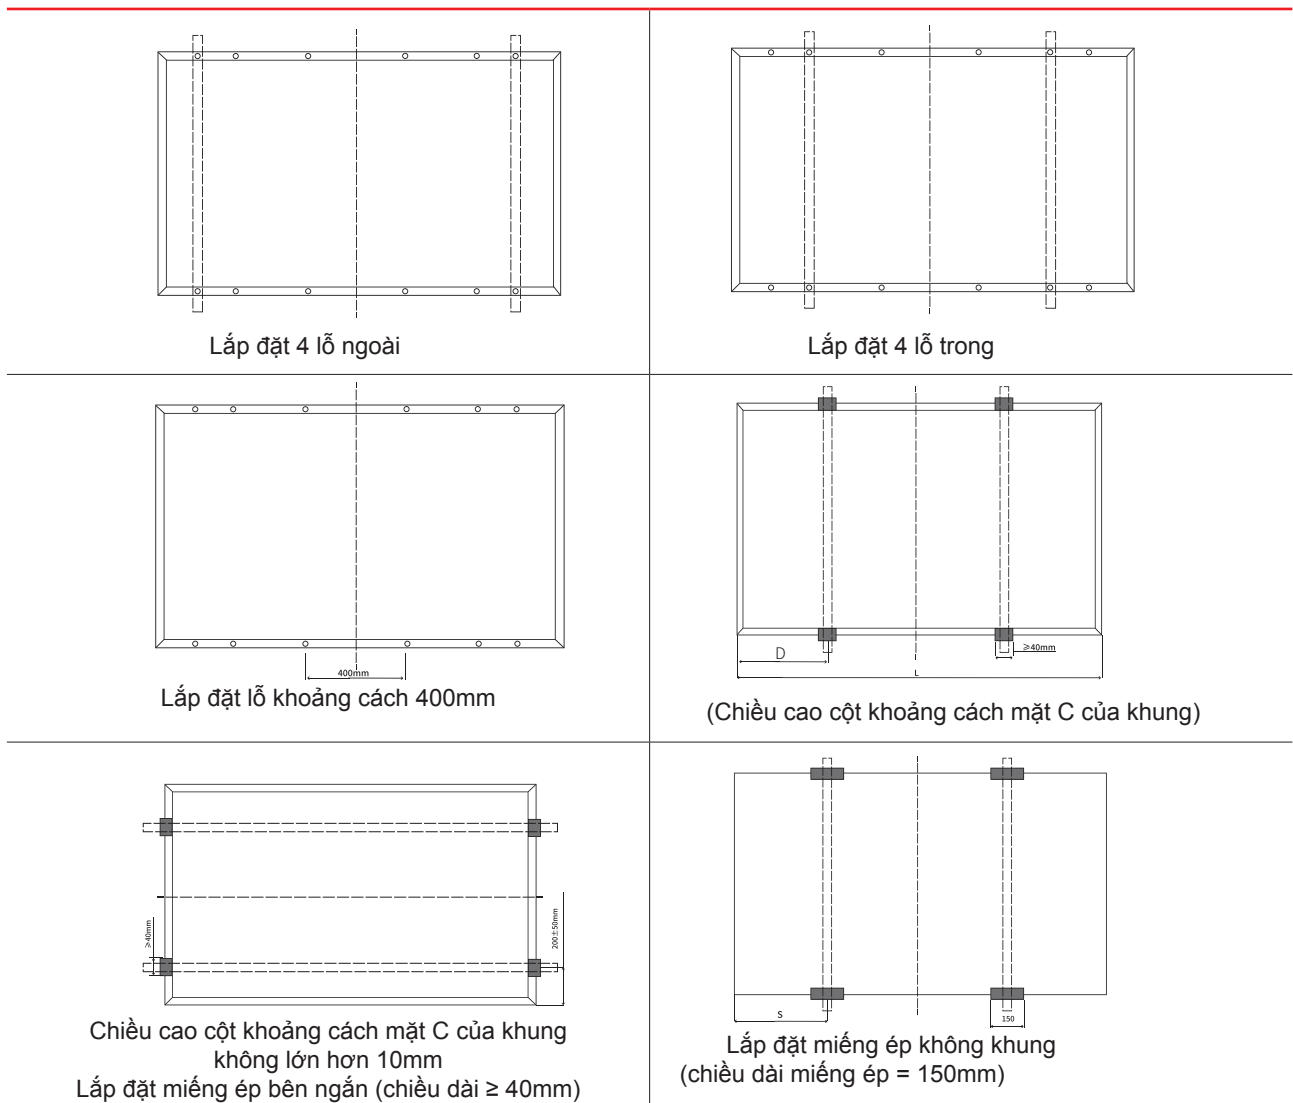 Lắp đặt 4 lỗ ngoài
Lắp đặt 4 lỗ trong
400mm
Lắp đặt lỗ khoảng cách 400mm
D
≥40mm
L
(Chiều cao cột khoảng cách mặt C của khung)
≥40mm
200±50mm
Chiều cao cột khoảng cách mặt C của khung
không lớn hơn 10mm
Lắp đặt miếng ép bên ngắn (chiều dài ≥ 40mm)
S
150
Lắp đặt miếng ép không khung
(chiều dài miếng ép = 150mm)